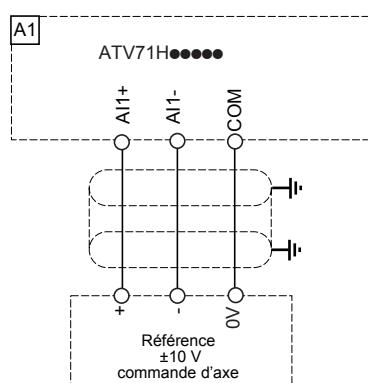 A1
ATV71H●●●●●
AI1+
AI1-
COM
+
-
0V
Référence
±10 V
commande d'axe